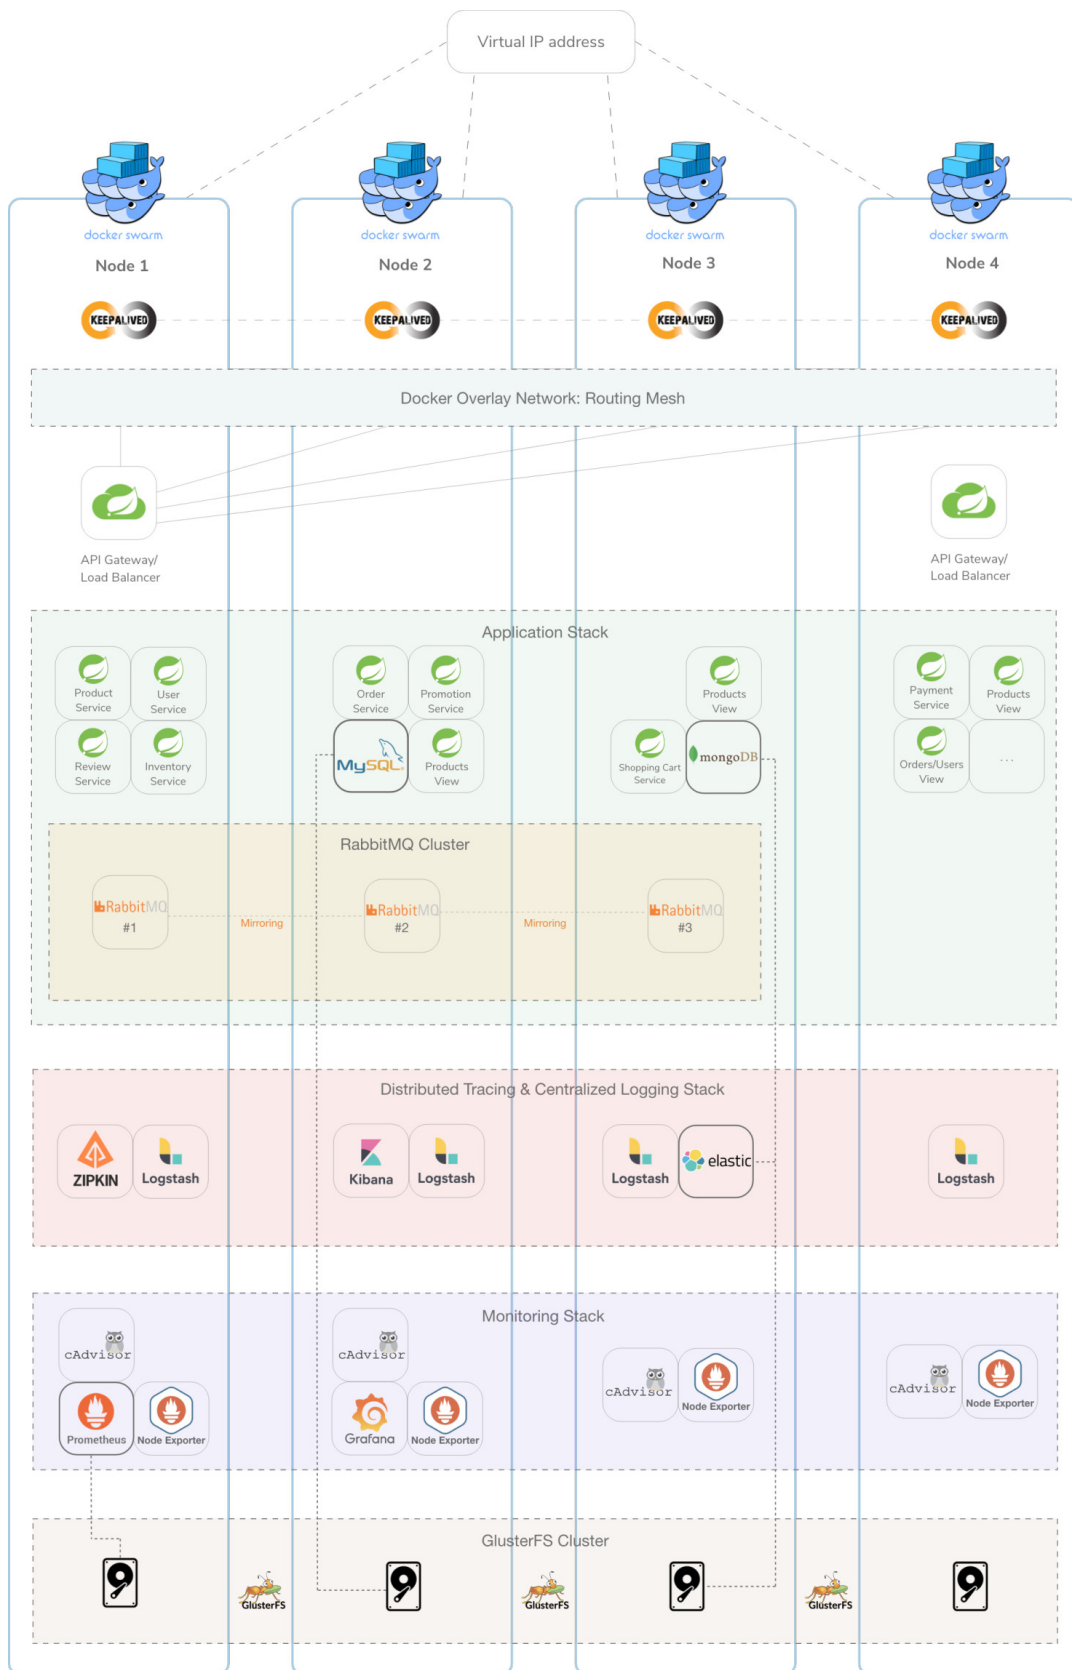 Virtual IP address
docker swarm
docker swarm
docker swarm
docker swarm
Node 1
Node 2
Node 3
Node 4
KEEPALIVED
KEEPALIVED
KEEPALIVED
KEEPALIVED
Docker Overlay Network: Routing Mesh
API Gateway/
Load Balancer
API Gateway/
Load Balancer
Application Stack
Product
Service
User
Service
Order
Service
Promotion
Service
Products
View
Payment
Service
Products
View
Review
Service
Inventory
Service
MySQL
Products
View
Shopping Cart
Service
mongoDB
Orders/Users
View
...
RabbitMQ Cluster
RabbitMQ
#1
Mirroring
RabbitMQ
#2
Mirroring
RabbitMQ
#3
Distributed Tracing & Centralized Logging Stack
ZIPKIN
Logstash
Kibana
Logstash
Logstash
elastic
Logstash
Monitoring Stack
cAdvisor
cAdvisor
cAdvisor
Node Exporter
cAdvisor
Node Exporter
Prometheus
Node Exporter
Grafana
Node Exporter
GlusterFS Cluster
GlusterFS
GlusterFS
GlusterFS